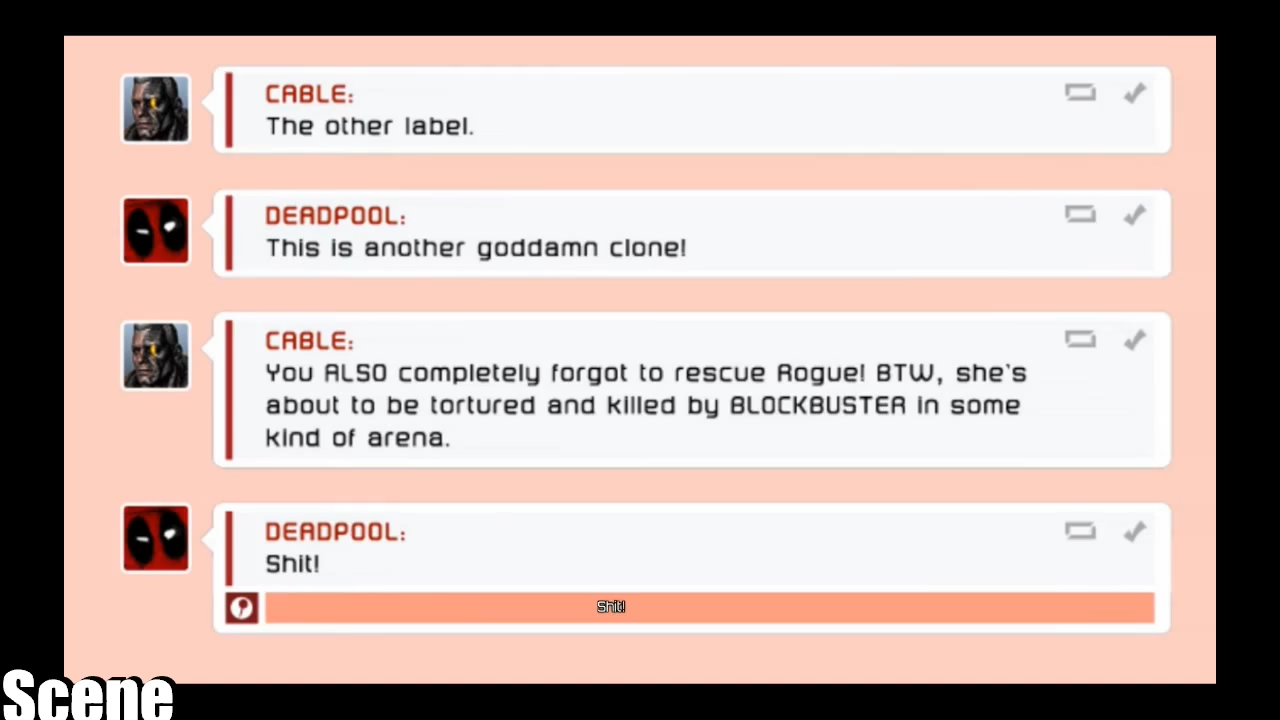 CABLE:
The other label.
DEADPOOL:
This is another goddamn clone!
CABLE:
You ALSO completely forgot to rescue Rogue! BTW, she's
about to be tortured and killed by BLOCKBUSTER in some
kind of arena.
DEADPOOL:
Shit!
Shit!
Scene